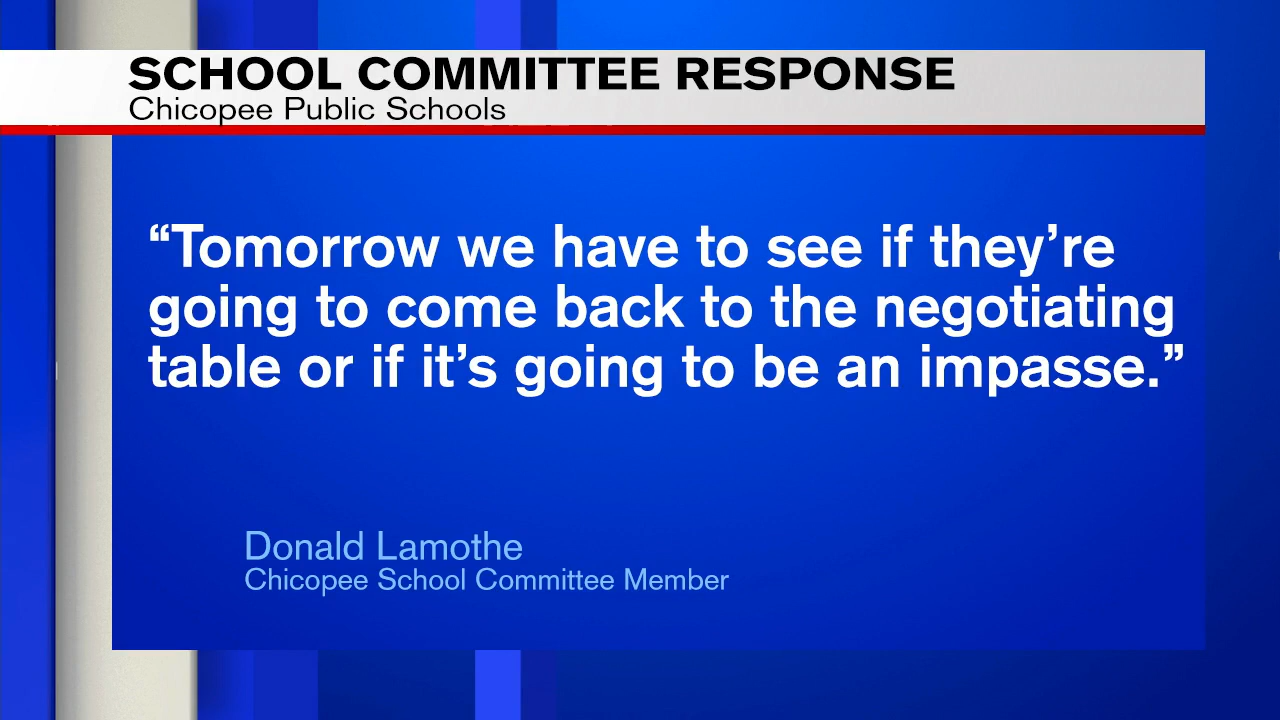 SCHOOL COMMITTEE RESPONSE
Chicopee Public Schools
“Tomorrow we have to see if they’re
going to come back to the negotiating
table or if it’s going to be an impasse.”
Donald Lamothe
Chicopee School Committee Member